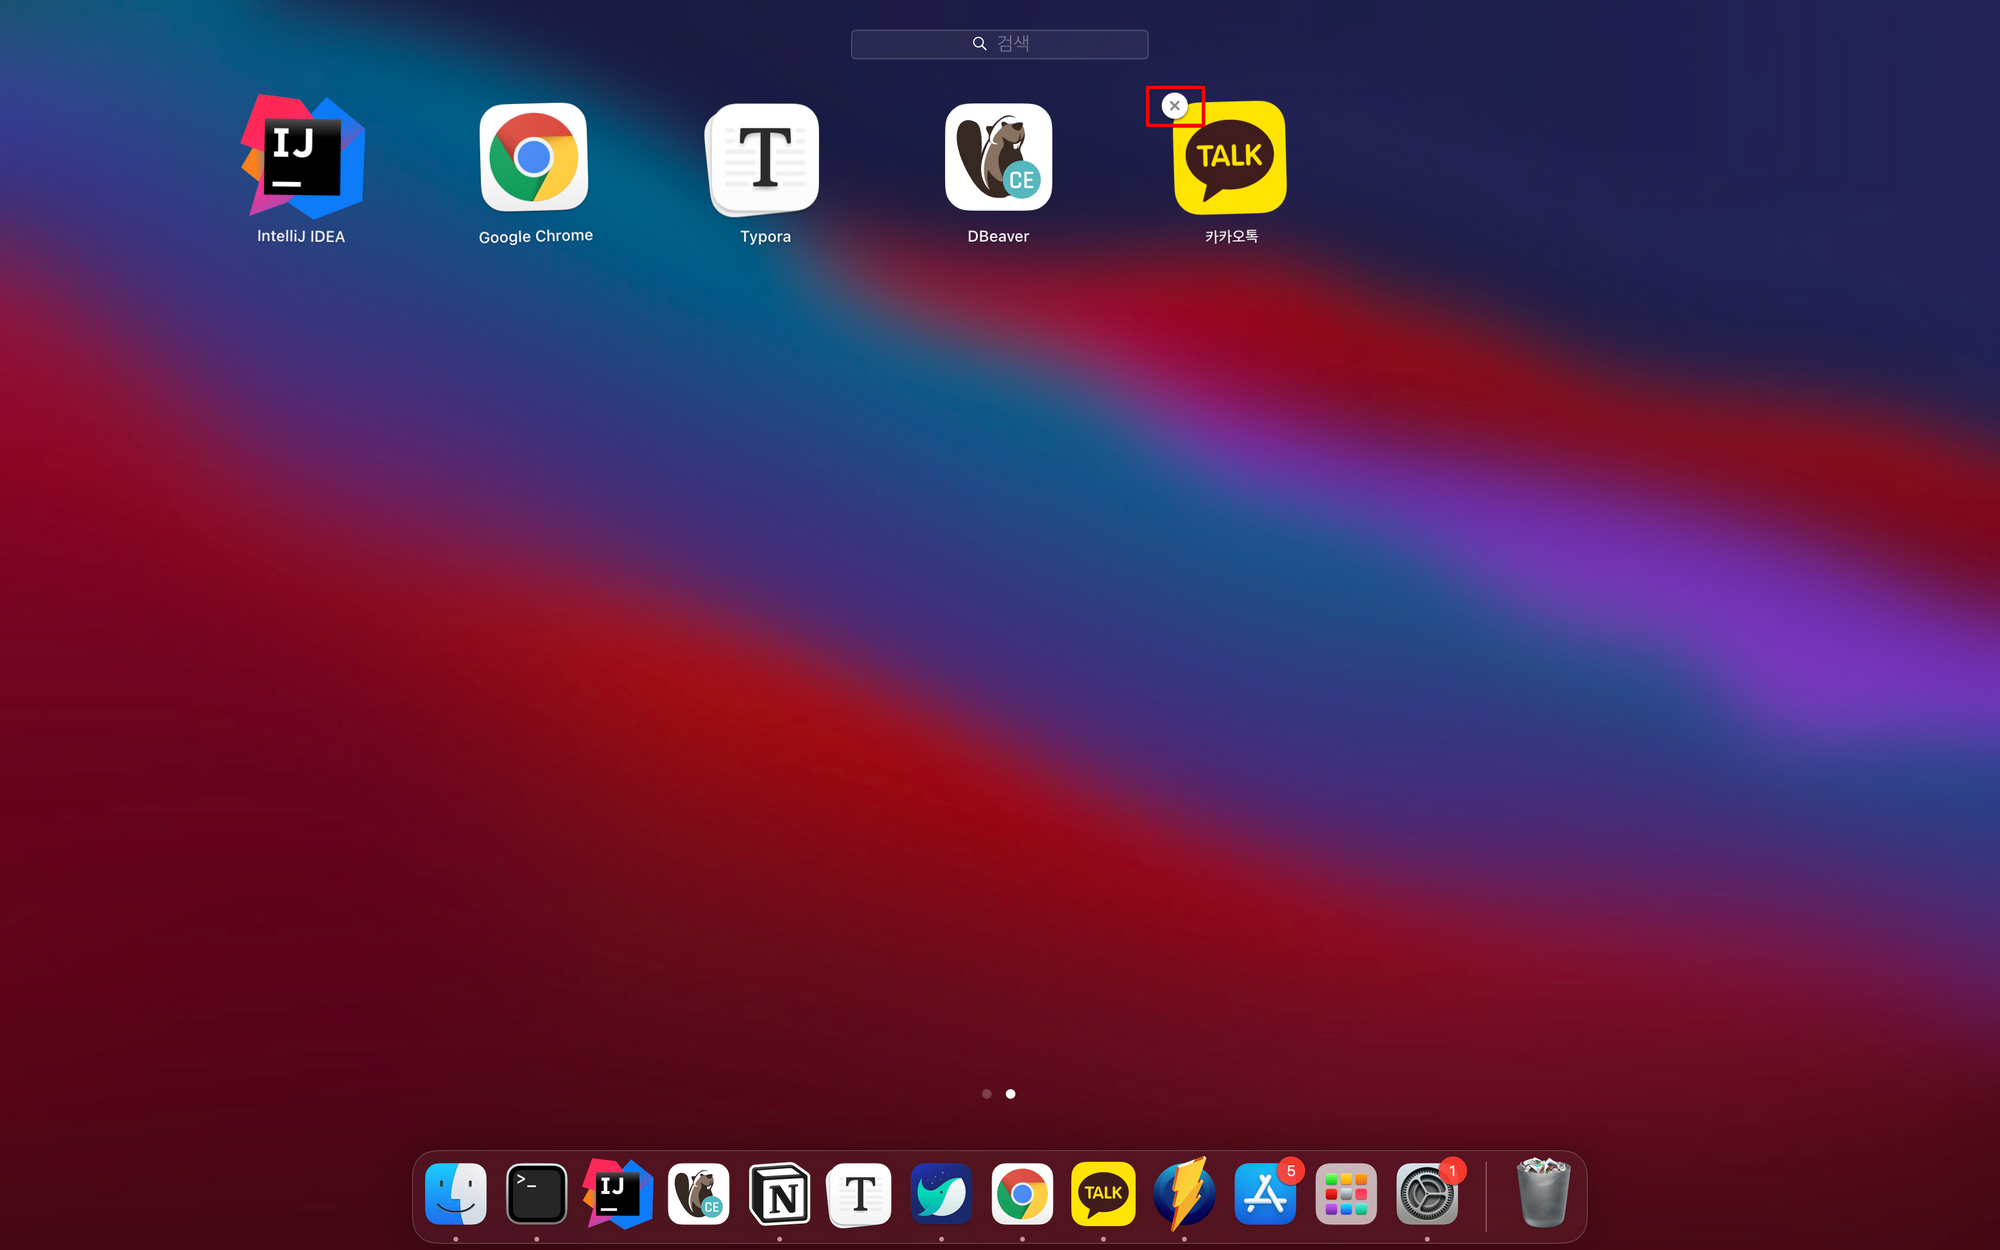 검색
IJ
TALK
T
CE
IntelliJ IDEA
Google Chrome
Typora
DBeaver
카카오톡
>_
IJ
CE
N
T
TALK
5
1